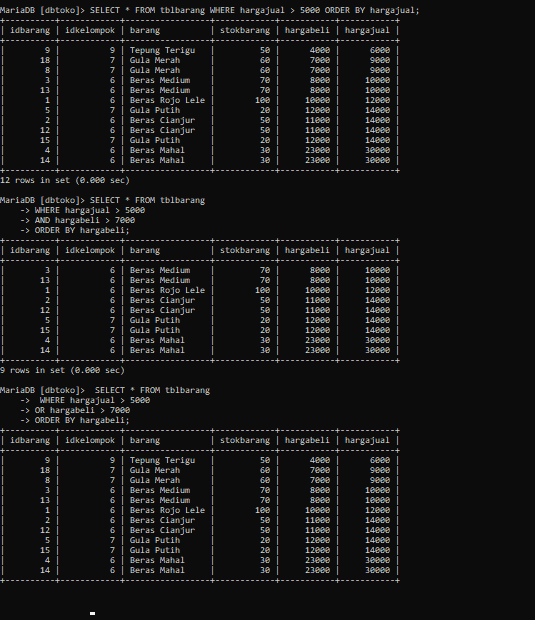 MariaDB [dbtoko]> SELECT * FROM tblbarang WHERE hargajual > 5000 ORDER BY hargajual;
+----------+------------+----------------+------------+-----------+-----------+
| idbarang | idkelompok | barang         | stokbarang | hargabeli | hargajual |
+----------+------------+----------------+------------+-----------+-----------+
|        9 |          9 | Tepung Terigu  |         50 |      4000 |      6000 |
|       18 |          7 | Gula Merah     |         60 |      7000 |      9000 |
|        8 |          7 | Gula Merah     |         60 |      7000 |      9000 |
|        3 |          6 | Beras Medium   |         70 |      8000 |     10000 |
|       13 |          6 | Beras Medium   |         70 |      8000 |     10000 |
|        1 |          6 | Beras Rojo Lele |        100 |     10000 |     12000 |
|        5 |          7 | Gula Putih     |         20 |     12000 |     14000 |
|        2 |          6 | Beras Cianjur  |         50 |     11000 |     14000 |
|       12 |          6 | Beras Cianjur  |         50 |     11000 |     14000 |
|       15 |          7 | Gula Putih     |         20 |     12000 |     14000 |
|        4 |          6 | Beras Mahal    |         30 |     23000 |     30000 |
|       14 |          6 | Beras Mahal    |         30 |     23000 |     30000 |
+----------+------------+----------------+------------+-----------+-----------+
12 rows in set (0.000 sec)
MariaDB [dbtoko]> SELECT * FROM tblbarang
    -> WHERE hargajual > 5000
    -> AND hargabeli > 7000
    -> ORDER BY hargabeli;
+----------+------------+----------------+------------+-----------+-----------+
| idbarang | idkelompok | barang         | stokbarang | hargabeli | hargajual |
+----------+------------+----------------+------------+-----------+-----------+
|        3 |          6 | Beras Medium   |         70 |      8000 |     10000 |
|       13 |          6 | Beras Medium   |         70 |      8000 |     10000 |
|        1 |          6 | Beras Rojo Lele |        100 |     10000 |     12000 |
|        2 |          6 | Beras Cianjur  |         50 |     11000 |     14000 |
|       12 |          6 | Beras Cianjur  |         50 |     11000 |     14000 |
|        5 |          7 | Gula Putih     |         20 |     12000 |     14000 |
|       15 |          7 | Gula Putih     |         20 |     12000 |     14000 |
|        4 |          6 | Beras Mahal    |         30 |     23000 |     30000 |
|       14 |          6 | Beras Mahal    |         30 |     23000 |     30000 |
+----------+------------+----------------+------------+-----------+-----------+
9 rows in set (0.000 sec)
MariaDB [dbtoko]>  SELECT * FROM tblbarang
    ->  WHERE hargajual > 5000
    -> OR hargabeli > 7000
    -> ORDER BY hargabeli;
+----------+------------+----------------+------------+-----------+-----------+
| idbarang | idkelompok | barang         | stokbarang | hargabeli | hargajual |
+----------+------------+----------------+------------+-----------+-----------+
|        9 |          9 | Tepung Terigu  |         50 |      4000 |      6000 |
|       18 |          7 | Gula Merah     |         60 |      7000 |      9000 |
|        8 |          7 | Gula Merah     |         60 |      7000 |      9000 |
|        3 |          6 | Beras Medium   |         70 |      8000 |     10000 |
|       13 |          6 | Beras Medium   |         70 |      8000 |     10000 |
|        1 |          6 | Beras Rojo Lele |        100 |     10000 |     12000 |
|        2 |          6 | Beras Cianjur  |         50 |     11000 |     14000 |
|       12 |          6 | Beras Cianjur  |         50 |     11000 |     14000 |
|        5 |          7 | Gula Putih     |         20 |     12000 |     14000 |
|       15 |          7 | Gula Putih     |         20 |     12000 |     14000 |
|        4 |          6 | Beras Mahal    |         30 |     23000 |     30000 |
|       14 |          6 | Beras Mahal    |         30 |     23000 |     30000 |
+----------+------------+----------------+------------+-----------+-----------+